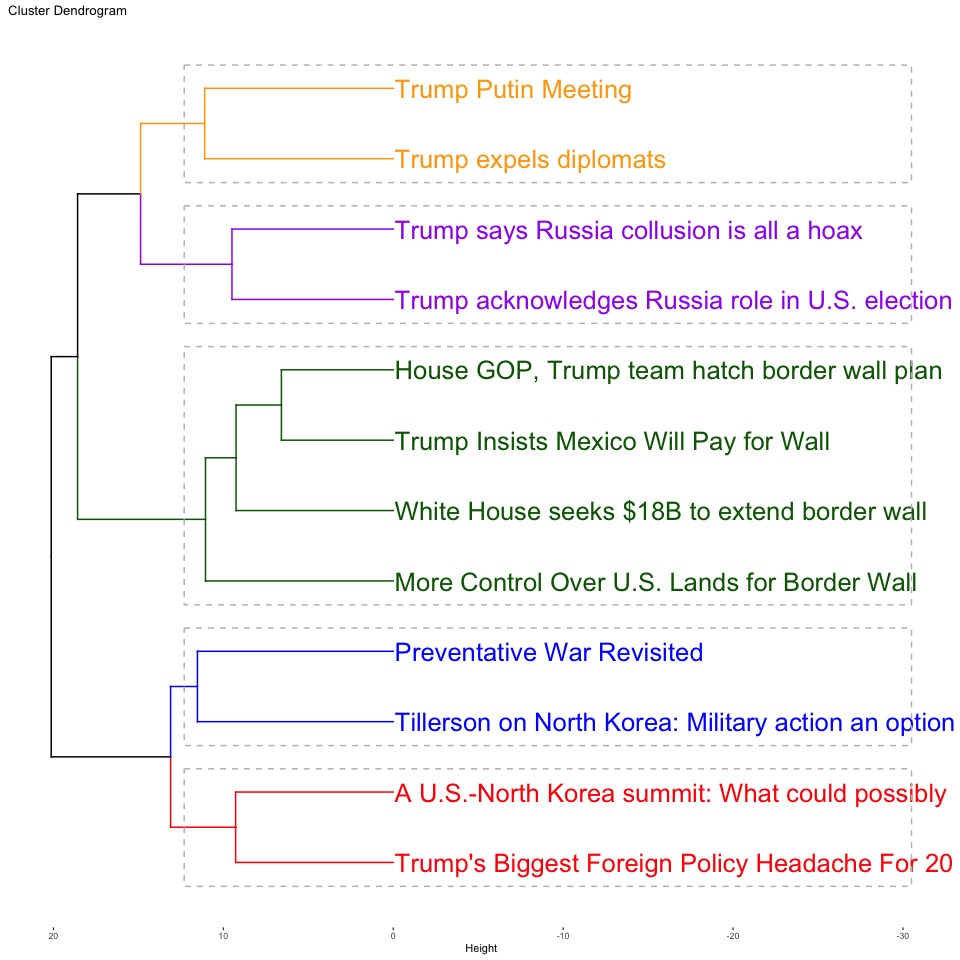 Cluster Dendrogram
Trump Putin Meeting
Trump expels diplomats
Trump says Russia collusion is all a hoax
Trump acknowledges Russia role in U.S. election
House GOP, Trump team hatch border wall plan
Trump Insists Mexico Will Pay for Wall
White House seeks $18B to extend border wall
More Control Over U.S. Lands for Border Wall
Preventative War Revisited
Tillerson on North Korea: Military action an option
A U.S.-North Korea summit: What could possibly
Trump's Biggest Foreign Policy Headache For 20
20 10 0 -10 -20 -30
Height